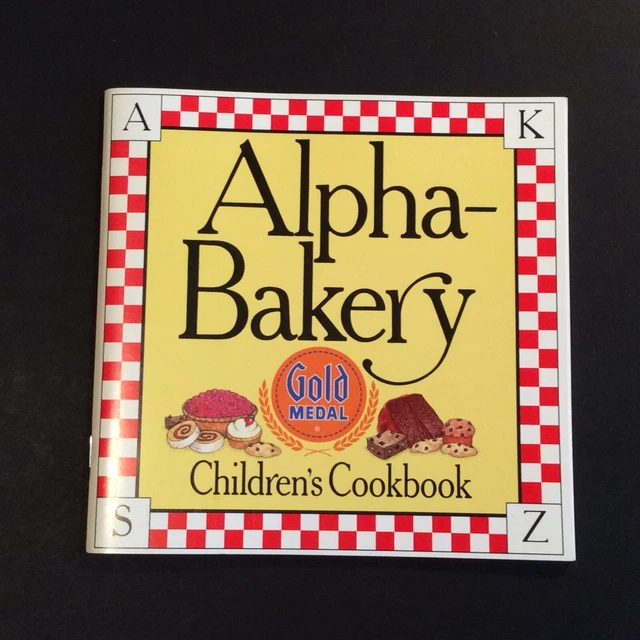 A
K
Alpha-
Bakery
Gold
MEDAL
Children's Cookbook
S
Z